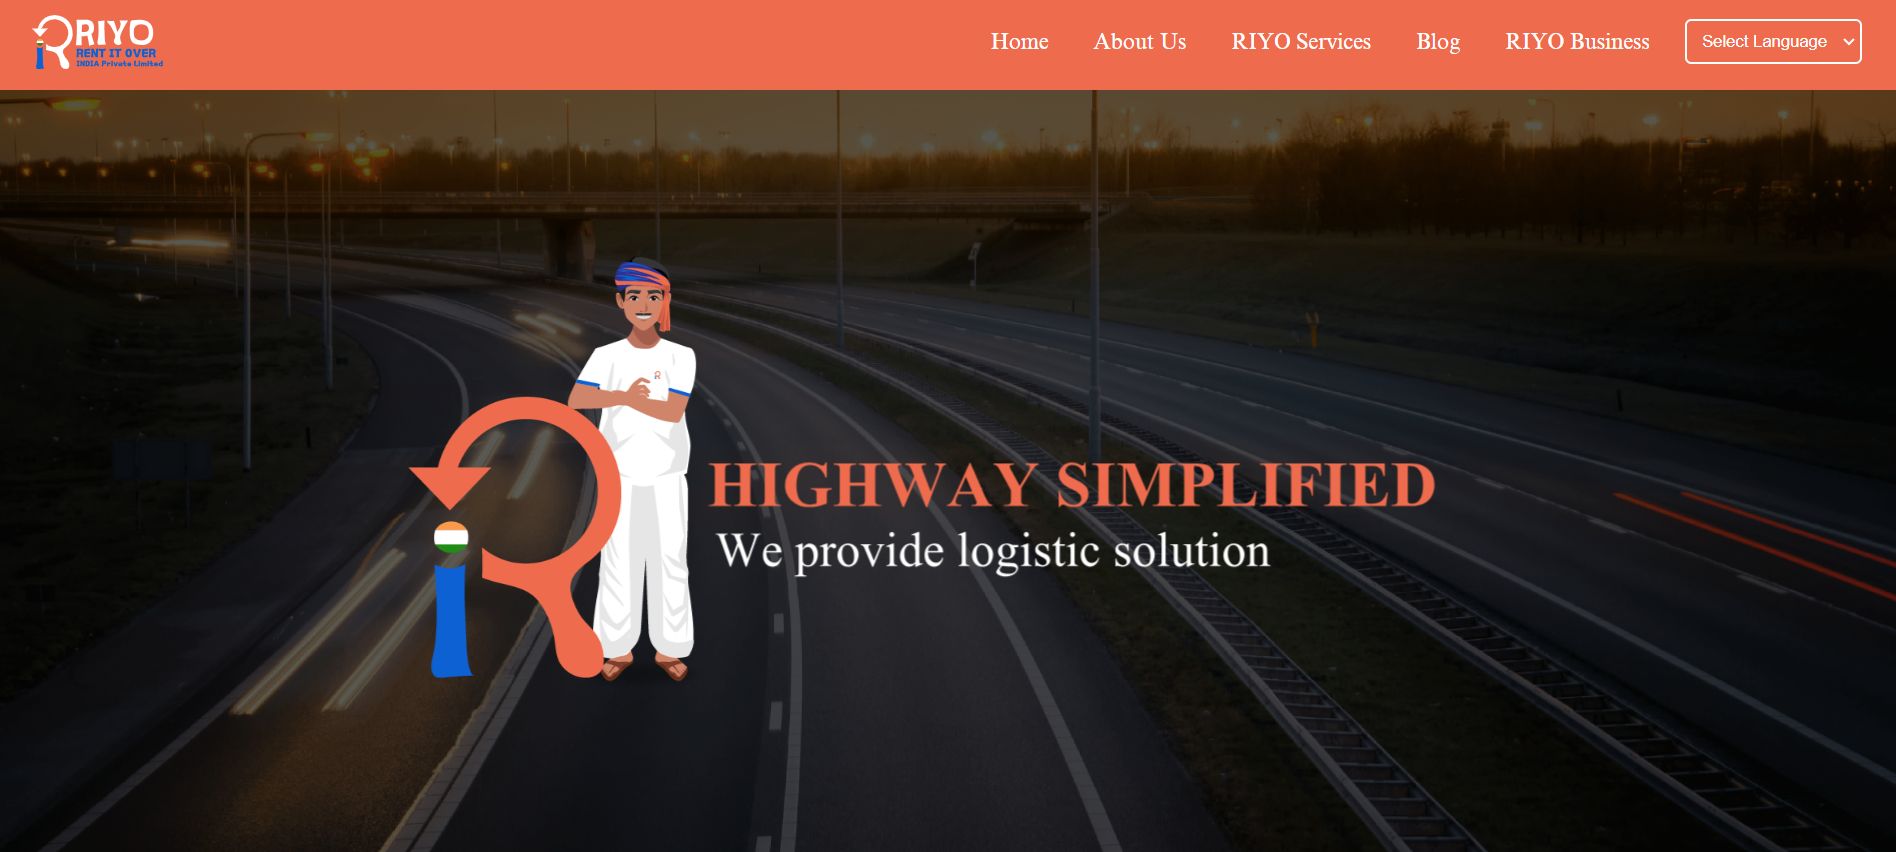 RIYO
RENT IT OVER
INDIA Private Limited
Home
About Us
RIYO Services
Blog
RIYO Business
Select Language
HIGHWAY SIMPLIFIED
We provide logistic solution